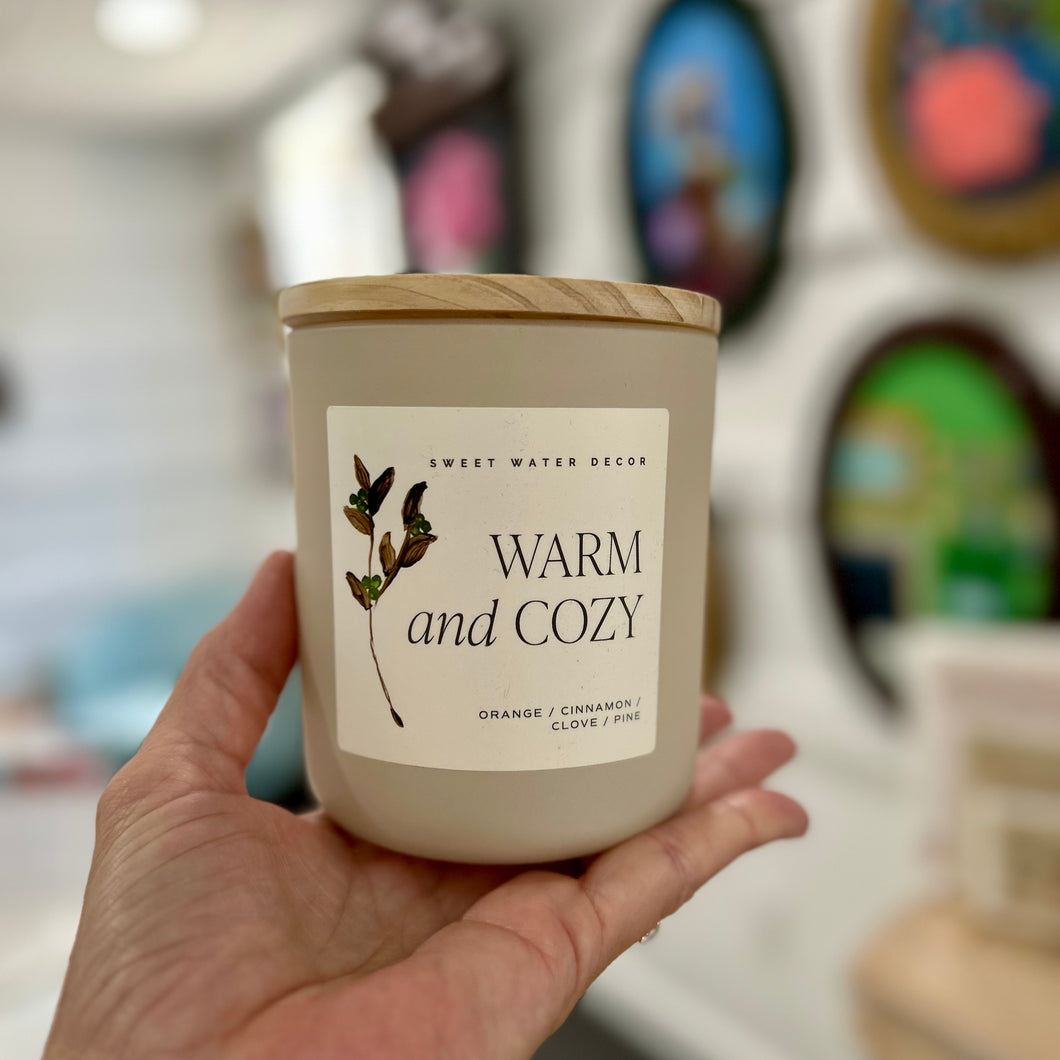 SWEET WATER DECOR
WARM
and COZY
ORANGE / CINNAMON /
CLOVE / PINE